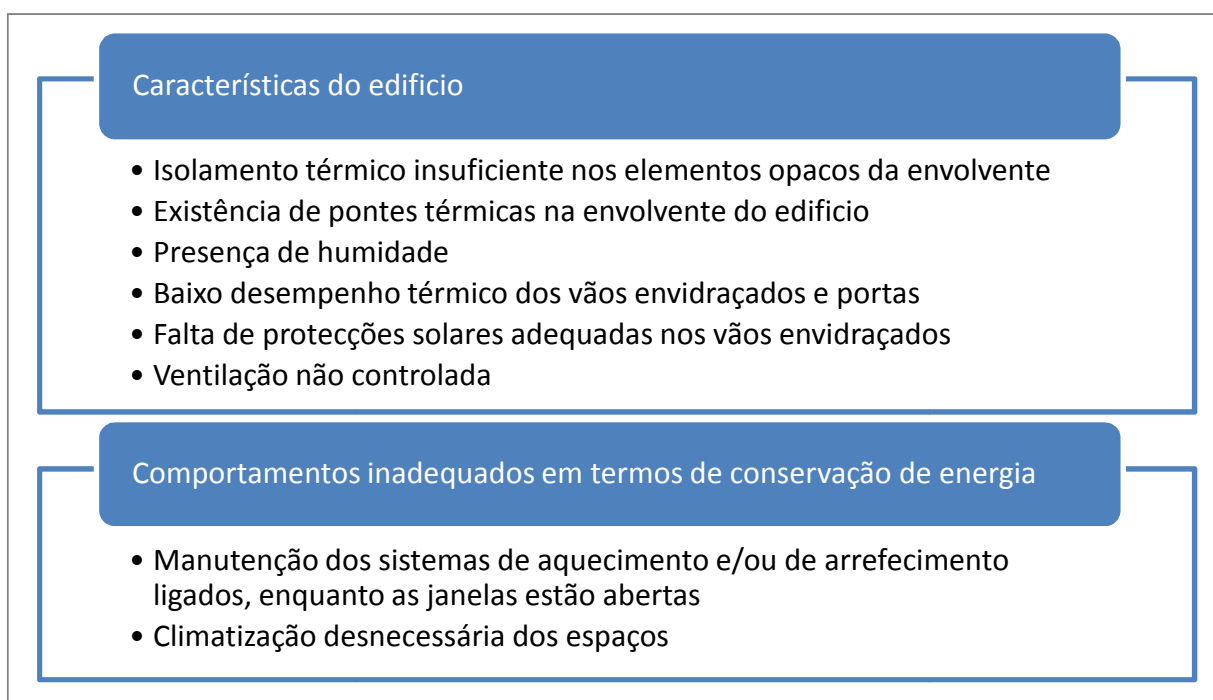 Características do edificio
• Isolamento térmico insuficiente nos elementos opacos da envolvente
• Existência de pontes térmicas na envolvente do edificio
• Presença de humidade
• Baixo desempenho térmico dos vãos envidraçados e portas
• Falta de protecções solares adequadas nos vãos envidraçados
• Ventilação não controlada
Comportamentos inadequados em termos de conservação de energia
• Manutenção dos sistemas de aquecimento e/ou de arrefecimento
ligados, enquanto as janelas estão abertas
• Climatização desnecessária dos espaços